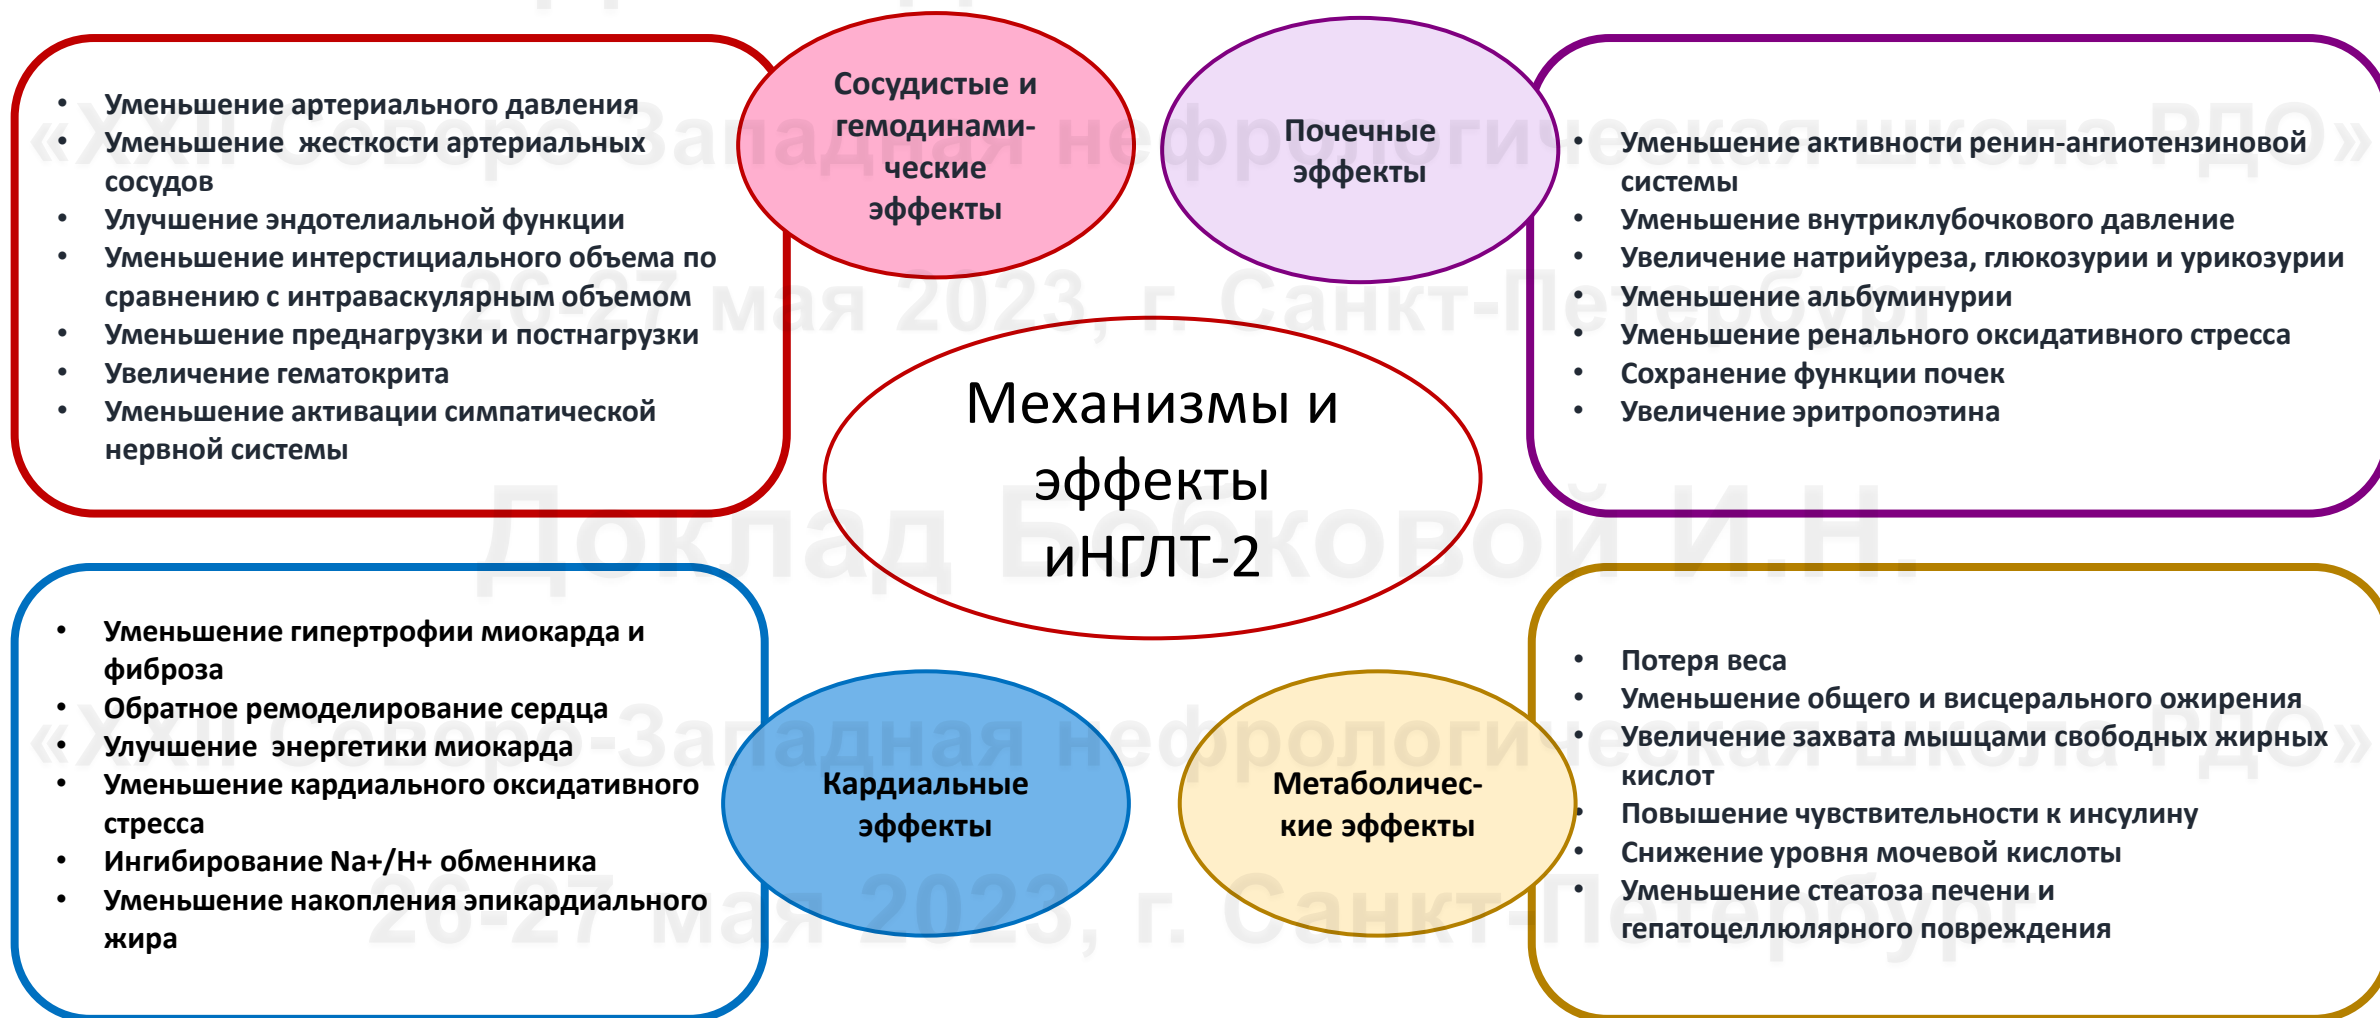 Сосудистые и
гемодинами-
ческие
эффекты
• Уменьшение артериального давления
• Уменьшение жесткости артериальных
сосудов
• Улучшение эндотелиальной функции
• Уменьшение интерстициального объема по
сравнению с интраваскулярным объемом
• Уменьшение преднагрузки и постнагрузки
• Увеличение гематокрита
• Уменьшение активации симпатической
нервной системы
Почечные
эффекты
• Уменьшение активности ренин-ангиотензиновой
системы
• Уменьшение внутриклубочкового давление
• Увеличение натрийуреза, глюкозурии и урикозурии
• Уменьшение альбуминурии
• Уменьшение ренального оксидативного стресса
• Сохранение функции почек
• Увеличение эритропоэтина
Механизмы и
эффекты
иНГЛТ-2
• Уменьшение гипертрофии миокарда и
фиброза
• Обратное ремоделирование сердца
• Улучшение энергетики миокарда
• Уменьшение кардиального оксидативного
стресса
• Ингибирование Na+/H+ обменника
• Уменьшение накопления эпикардиального
жира
Кардиальные
эффекты
Метаболичес-
кие эффекты
• Потеря веса
• Уменьшение общего и висцерального ожирения
• Увеличение захвата мышцами свободных жирных
кислот
• Повышение чувствительности к инсулину
• Снижение уровня мочевой кислоты
• Уменьшение стеатоза печени и
гепатоцеллюлярного повреждения
«XXII Северо-Западная нефрологическая школа РДО»
26-27 мая 2023, г. Санкт-Петербург
Доклад Бобковой И.Н.
«XXII Северо-Западная нефрологическая школа РДО»
26-27 мая 2023, г. Санкт-Петербург